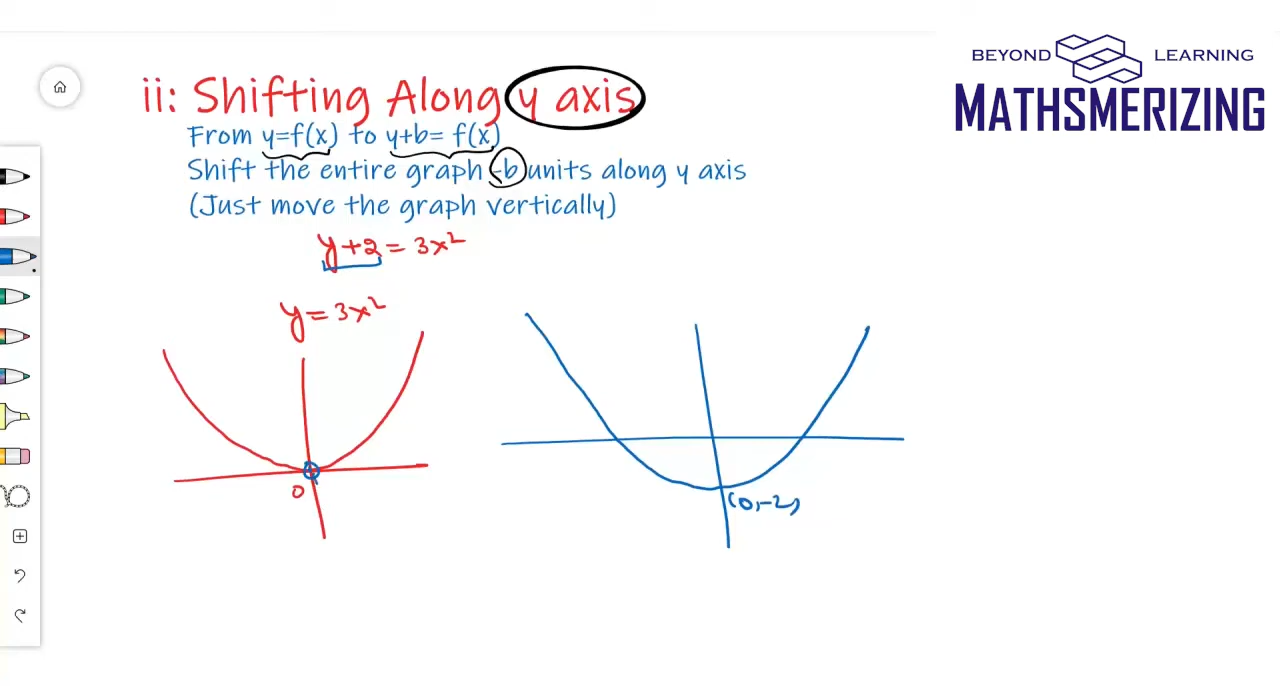 BEYOND LEARNING
MATHSMERIZING
ii: Shifting Along y axis
From y=f(x) to y+b= f(x)
Shift the entire graph -b units along y axis
(Just move the graph vertically)
y+2 = 3x²
y = 3x²
0
(0,-2)